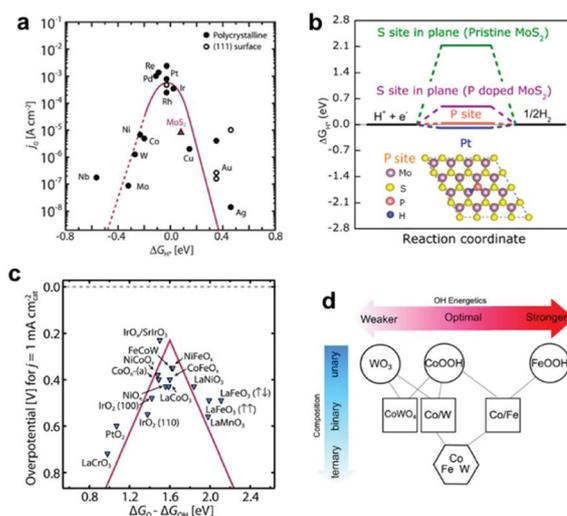 a
Polycrystalline
(111) surface
10⁻¹
10⁻²
10⁻³
10⁻⁴
10⁻⁵
10⁻⁶
10⁻⁷
10⁻⁸
j₀ [A cm⁻²]
Re
Pt
Pd
Ir
Rh
Ni
MoS₂
Co
W
Cu
Nb
Mo
Au
Ag
-0.8
-0.4
0.0
0.4
0.8
ΔG_H* [eV]
b
S site in plane (Pristine MoS₂)
S site in plane (P doped MoS₂)
H⁺ + e⁻
P site
1/2H₂
Pt
P site
Mo
S
P
H
2.8
2.1
1.4
0.7
0.0
-0.7
-1.4
-2.1
-2.8
ΔG_H* (eV)
Reaction coordinate
c
Overpotential [V] for j = 1 mA cm⁻²cat
0.0
0.2
0.4
0.6
0.8
IrOₓ/SrIrO₃
FeCoW
NiFeOₓ
NiCoOₓ
CoFeOₓ
CoOₓ-(a)
LaNiO₃
NiOₓ
LaCoO₃
LaFeO₃ (↑↓)
IrO₂ (100)
LaFeO₃ (↑↑)
IrO₂ (110)
LaMnO₃
PtO₂
LaCrO₃
0.8
1.2
1.6
2.0
2.4
ΔG_O - ΔG_OH [eV]
d
OH Energetics
Weaker
Optimal
Stronger
Composition
unary
binary
ternary
WO₃
CoOOH
FeOOH
CoWO₄
Co/W
Co/Fe
Co
Fe W